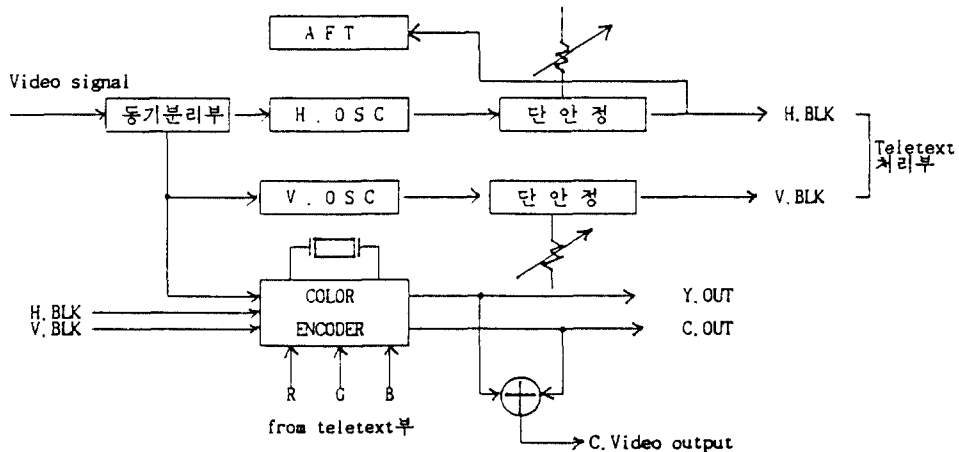 A F T
Video signal
동기분리부
H. OSC
단 안 정
H. BLK
Teletext
처리부
V. OSC
단 안 정
V. BLK
COLOR
ENCODER
Y. OUT
C. OUT
H. BLK
V. BLK
R G B
from teletext부
C. Video output